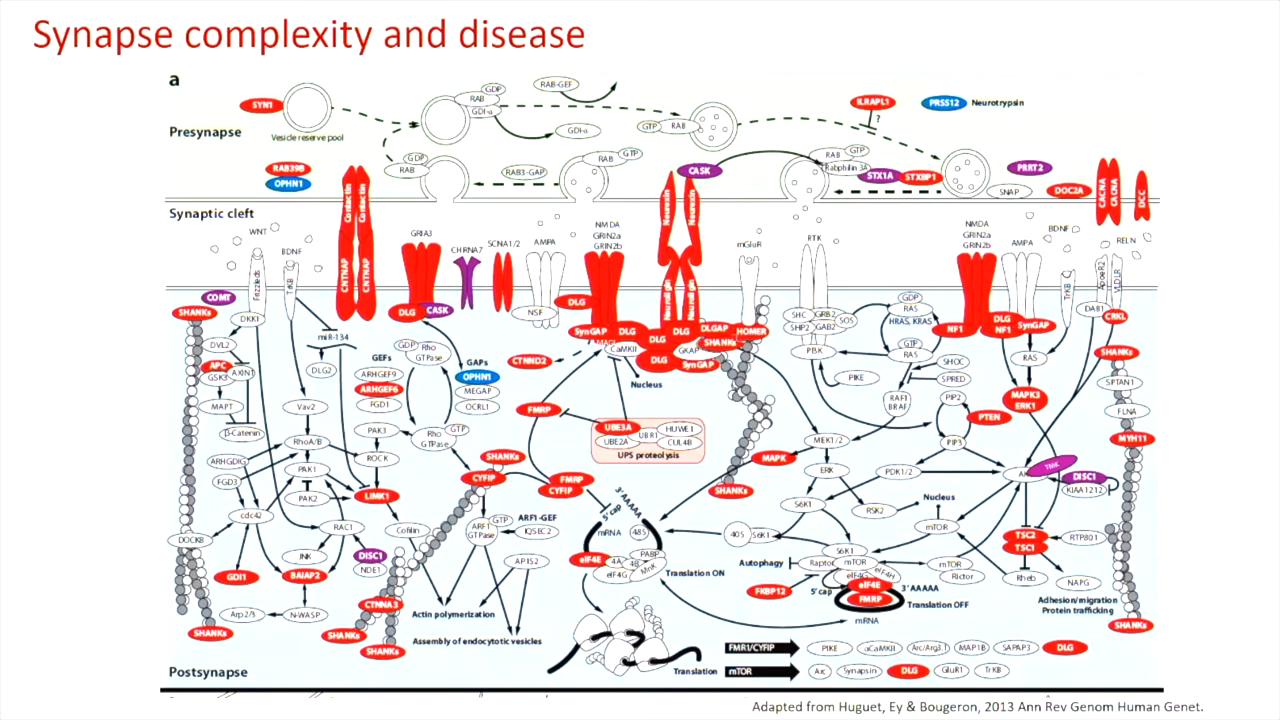 Synapse complexity and disease
a
RAB-GEF
GDP
RAB
GDI-a
SYN1
Vesicle reserve pool
GDI-a
GTP RAB
ILRAPL1
?
PRSS12 Neurotrypsin
Presynapse
RAB39B
OPHN1
GDP
RAB
RAB3-GAP
RAB GTP
CASK
RAB GTP
Rabphilin 3A
STX1A STXBP1
SNAP
PRRT2
DOC2A
CACNA
CACNA
DCC
Contactin
Contactin
CNTNAP
CNTNAP
Neurexin
Neurexin
Neuroligin
Neuroligin
Synaptic cleft
WNT
BDNF
Frizzleds
TrkB
GRIA3
CHRNA7
SCNA1/2
AMPA
NMDA
GRIN2a
GRIN2b
mGluR
RTK
NMDA
GRIN2a
GRIN2b
AMPA
BDNF
TrkB
RELN
ApoeR2
VLDLR
COMT
SHANKs
DKK1
DVL2
APC
GSK3 AXIN1
MAPT
β-Catenin
miR-134
DLG2
DLG CASK
NSF
DLG
SynGAP DLG
DLG
DLG
DLG
DLGAP
SHANKs
GKAP
SynGAP
CaMKII
HOMER
Nucleus
SHC GRB2
SHP2 GAB2
SOS
GDP
RAS
HRAS, KRAS
GTP
RAS
NF1
DLG
NF1
SynGAP
RAS
DAB1
CRKL
SHANKs
GEFs
ARHGEF9
ARHGEF6
FGD1
GDP
Rho
GTPase
GAPs
OPHN1
MEGAP
OCRL1
CTNND2
PI3K
PIKE
SHOC
SPRED
RAF1
BRAF
PIP2
PTEN
PIP3
MAPK3
ERK1
SPTAN1
FLNA
MYH11
Vav2
RhoA/B
PAK3
ROCK
Rho
GTPase
GTP
FMRP
UBE3A
UBE2A
UBR1
HUWE1
CUL4B
UPS proteolysis
ARHGDIG
FGD3
PAK1
PAK2
LIMK1
SHANKs
CYFIP
FMRP
CYFIP
MAPK
SHANKs
MEK1/2
ERK
PDK1/2
S6K1
RSK2
Nucleus
mTOR
TMK
DISC1
KIAA1212
cdc42
DOCK8
RAC1
JNK
Cofilin
DISC1
NDE1
ARF1
GTPase
GTP
ARF1-GEF
IQSEC2
AP1S2
3'AAAAA
5' cap
mRNA
48S
eIF4E
4A
4B
eIF4G
PABP
MnK
Translation ON
40S
S6K1
Autophagy
S6K1
Raptor
mTOR
eIF4G
eIF4H
eIF4E
FMRP
FKBP12
5'cap
3'AAAAA
Translation OFF
mRNA
mTOR
Rictor
TSC2
TSC1
RTP801
Rheb
NAPG
Adhesion/migration
Protein trafficking
GDI1
BAIAP2
Arp2/3
N-WASP
CTNNA3
SHANKs
SHANKs
SHANKs
SHANKs
Actin polymerization
Assembly of endocytotic vesicles
Postsynapse
Translation
FMR1/CYFIP PIKE αCaMKII Arc/Arg3.1 MAP1B SAPAP3 DLG
mTOR Arc Synapsin DLG GluR1 TrKB
Adapted from Huguet, Ey & Bougeron, 2013 Ann Rev Genom Human Genet.